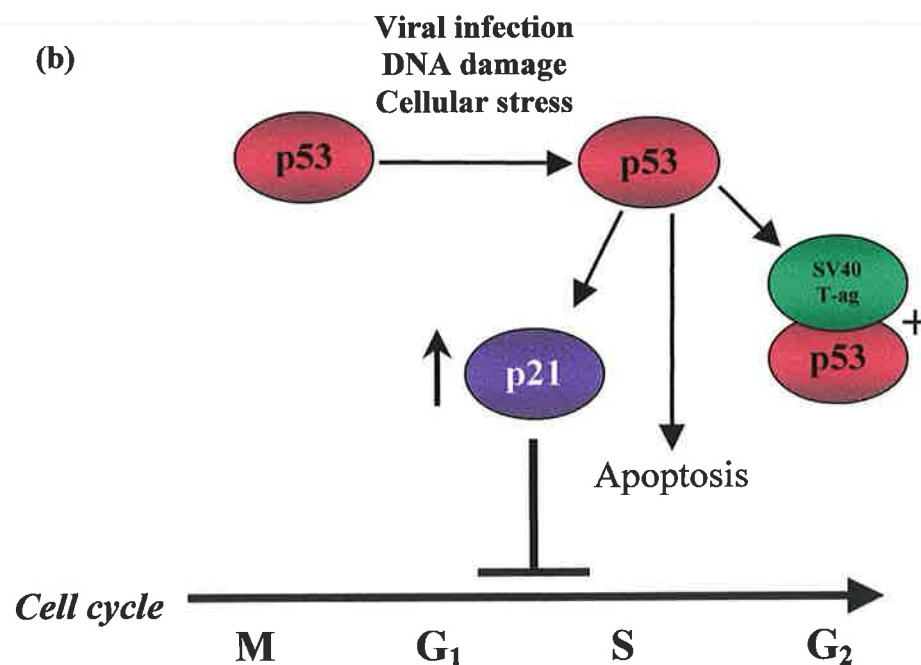 (b)
Viral infection
DNA damage
Cellular stress
p53
p53
SV40
T-ag
+
p53
p21
Apoptosis
Cell cycle
M G₁ S G₂